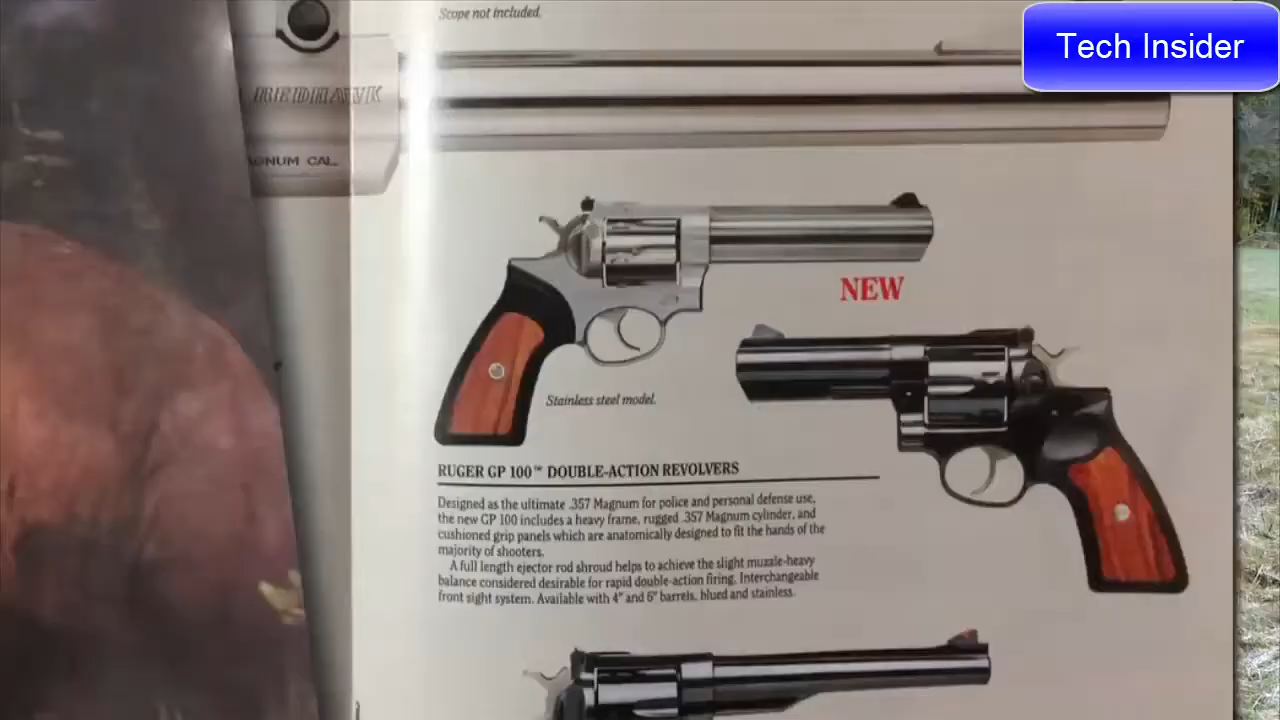 Scope not included.
Tech Insider
REDHAWK
MAGNUM CAL.
NEW
Stainless steel model.
RUGER GP 100™ DOUBLE-ACTION REVOLVERS
Designed as the ultimate .357 Magnum for police and personal defense use,
the new GP 100 includes a heavy frame, rugged .357 Magnum cylinder, and
cushioned grip panels which are anatomically designed to fit the hands of the
majority of shooters.
A full length ejector rod shroud helps to achieve the slight muzzle-heavy
balance considered desirable for rapid double-action firing. Interchangeable
front sight system. Available with 4" and 6" barrels, blued and stainless.